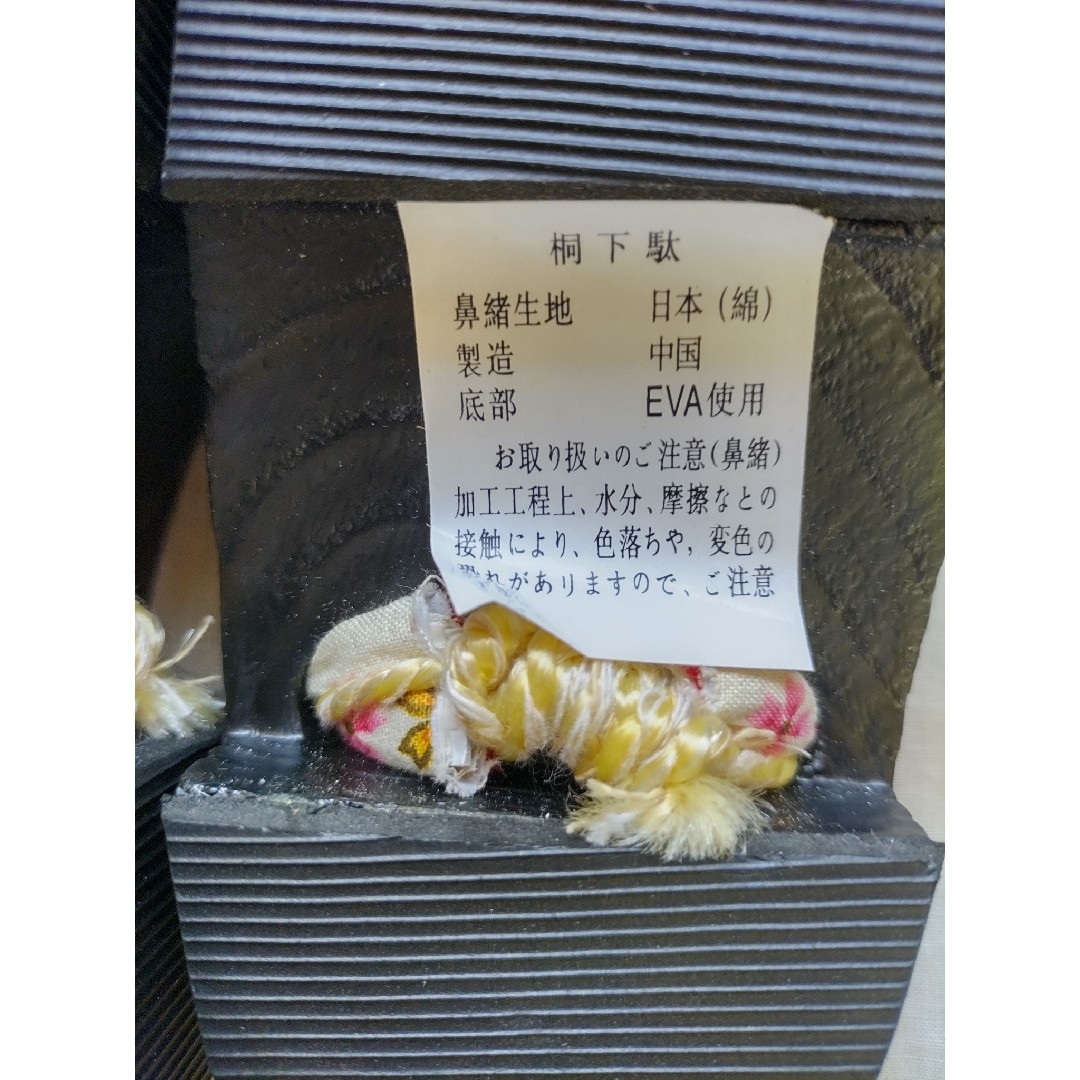 桐下駄
鼻緒生地 日本（綿）
製造 中国
底部 EVA使用
お取り扱いのご注意（鼻緒）
加工工程上、水分、摩擦なとの
接触により、色落ちや，変色の
れがありますので、ご注意